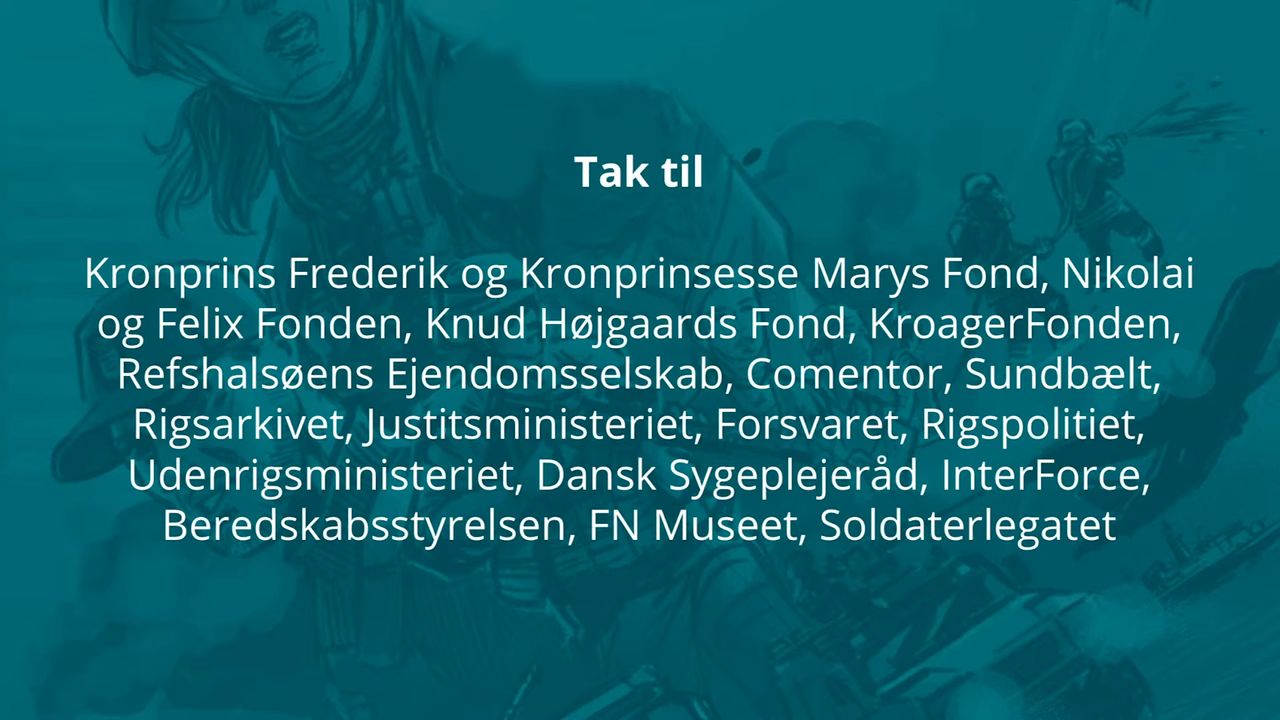 Tak til
Kronprins Frederik og Kronprinsesse Marys Fond, Nikolai
og Felix Fonden, Knud Højgaards Fond, KroagerFonden,
Refshalsøens Ejendomsselskab, Comentor, Sundbælt,
Rigsarkivet, Justitsministeriet, Forsvaret, Rigspolitiet,
Udenrigsministeriet, Dansk Sygeplejeråd, InterForce,
Beredskabsstyrelsen, FN Museet, Soldaterlegatet